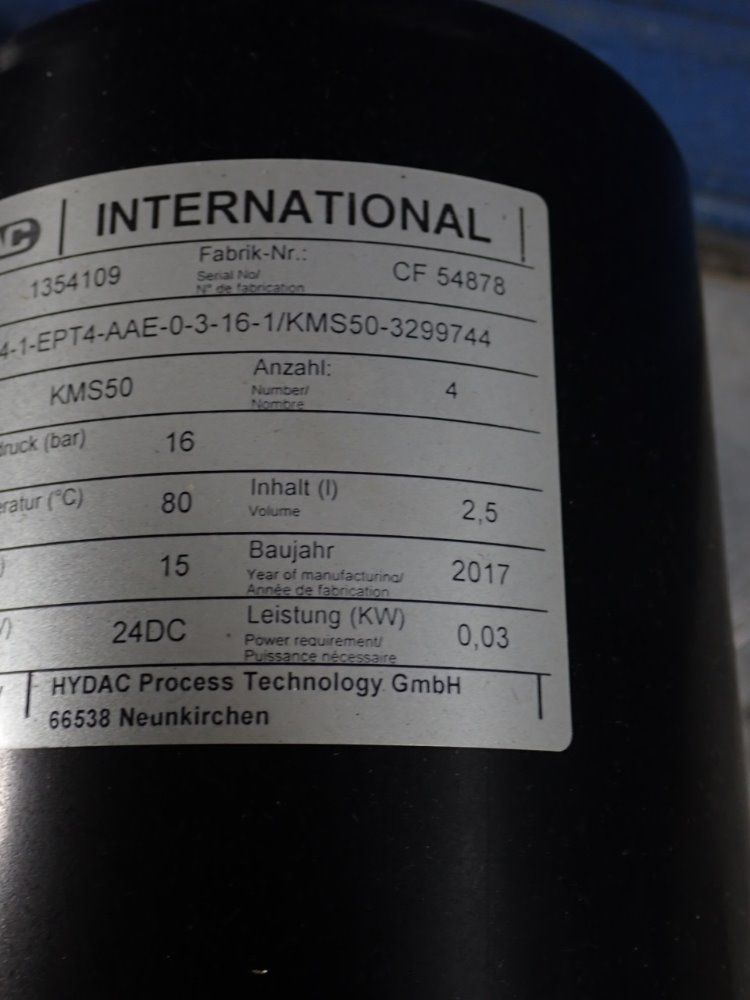 INTERNATIONAL
1354109 Fabrik-Nr.: CF 54878
Serial No/
N° de fabrication
4-1-EPT4-AAE-0-3-16-1/KMS50-3299744
KMS50 Anzahl: 4
Number/
Nombre
druck (bar) 16
eratur (°C) 80 Inhalt (l) 2,5
Volume
) 15 Baujahr 2017
Year of manufacturing/
Année de fabrication
/) 24DC Leistung (KW) 0,03
Power requirement/
Puissance nécessaire
HYDAC Process Technology GmbH
66538 Neunkirchen